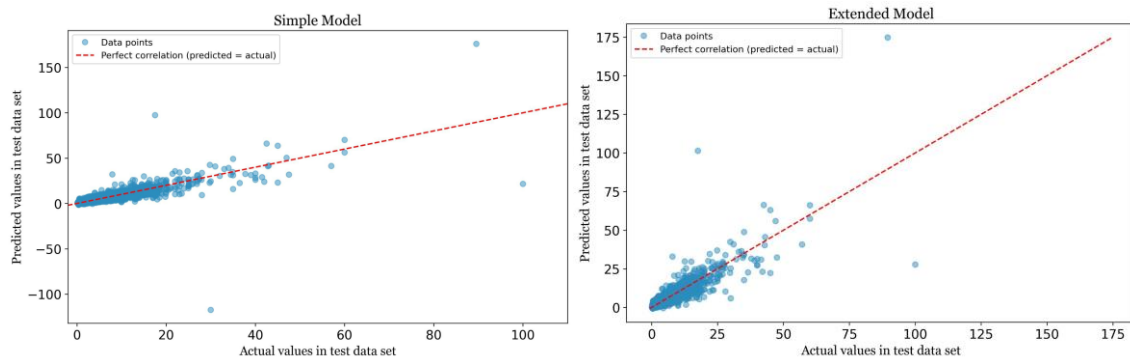 Simple Model
Data points
Perfect correlation (predicted = actual)
Predicted values in test data set
150
100
50
0
−50
−100
0 20 40 60 80 100
Actual values in test data set
Extended Model
Data points
Perfect correlation (predicted = actual)
Predicted values in test data set
175
150
125
100
75
50
25
0
0 25 50 75 100 125 150 175
Actual values in test data set